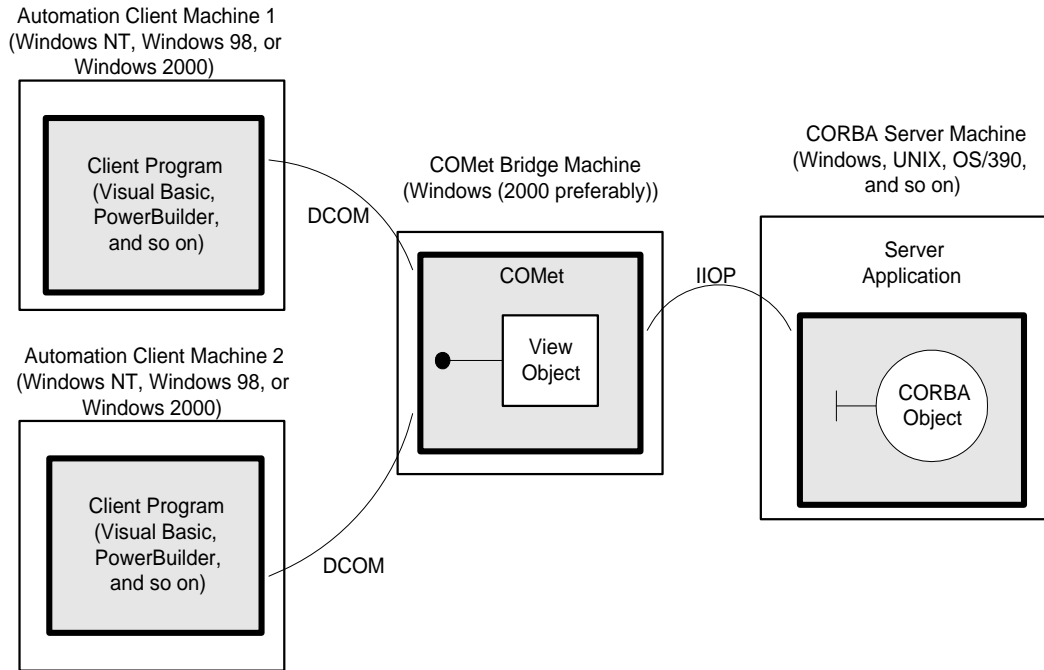 Automation Client Machine 1
(Windows NT, Windows 98, or
Windows 2000)
Client Program
(Visual Basic,
PowerBuilder,
and so on)
DCOM
Automation Client Machine 2
(Windows NT, Windows 98, or
Windows 2000)
Client Program
(Visual Basic,
PowerBuilder,
and so on)
DCOM
COMet Bridge Machine
(Windows (2000 preferably))
COMet
View
Object
IIOP
CORBA Server Machine
(Windows, UNIX, OS/390,
and so on)
Server
Application
CORBA
Object